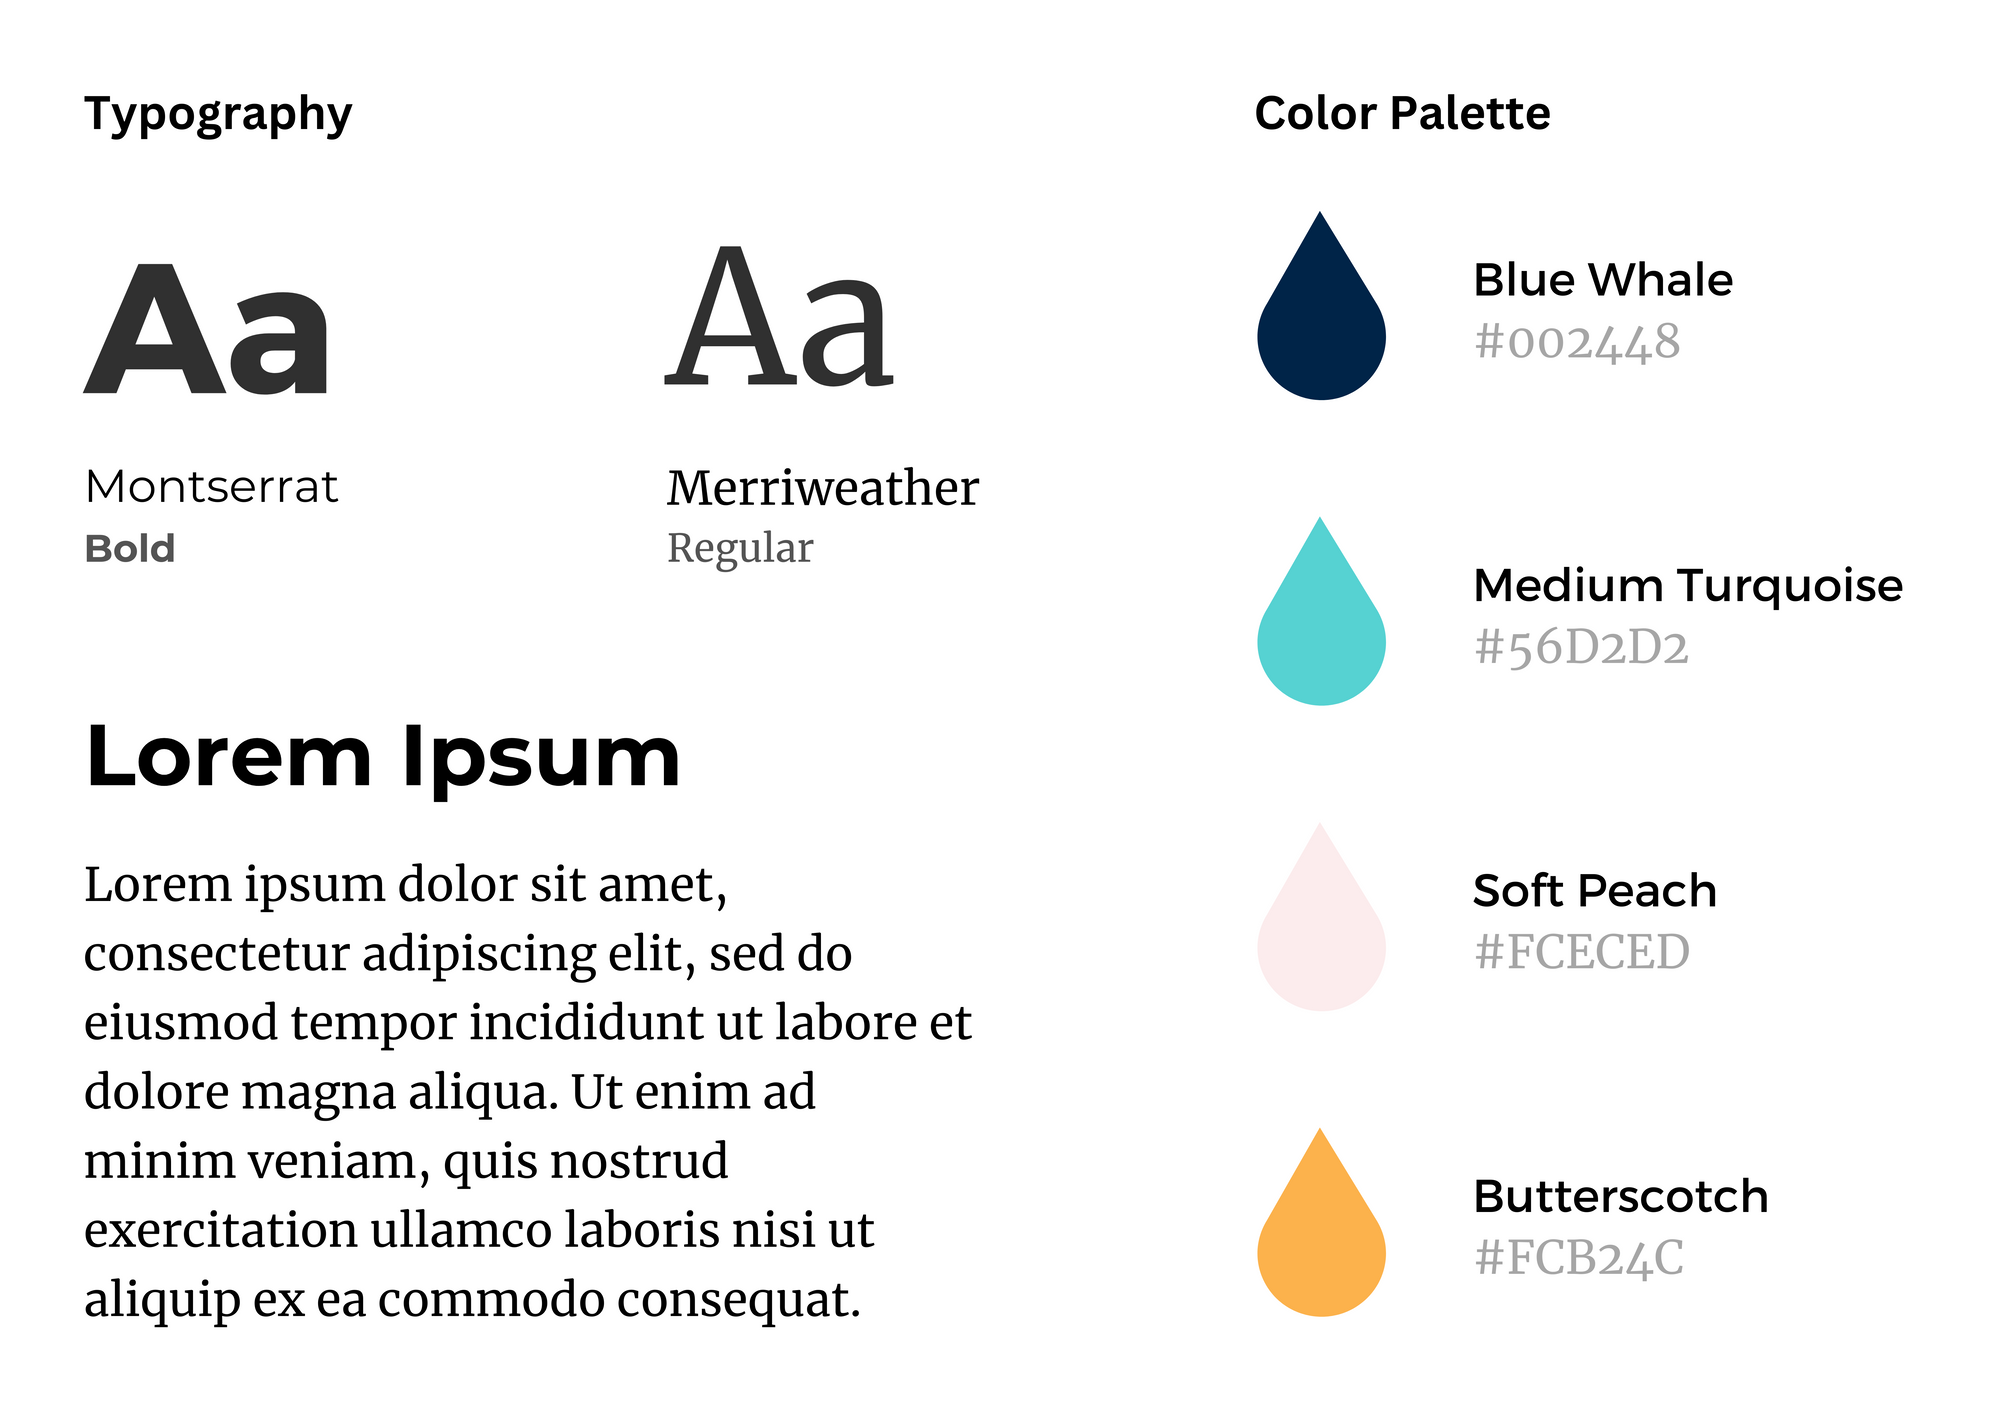 Typography
Aa
Aa
Montserrat
Bold
Merriweather
Regular
Lorem Ipsum
Lorem ipsum dolor sit amet,
consectetur adipiscing elit, sed do
eiusmod tempor incididunt ut labore et
dolore magna aliqua. Ut enim ad
minim veniam, quis nostrud
exercitation ullamco laboris nisi ut
aliquip ex ea commodo consequat.
Color Palette
Blue Whale
#002448
Medium Turquoise
#56D2D2
Soft Peach
#FCECED
Butterscotch
#FCB24C